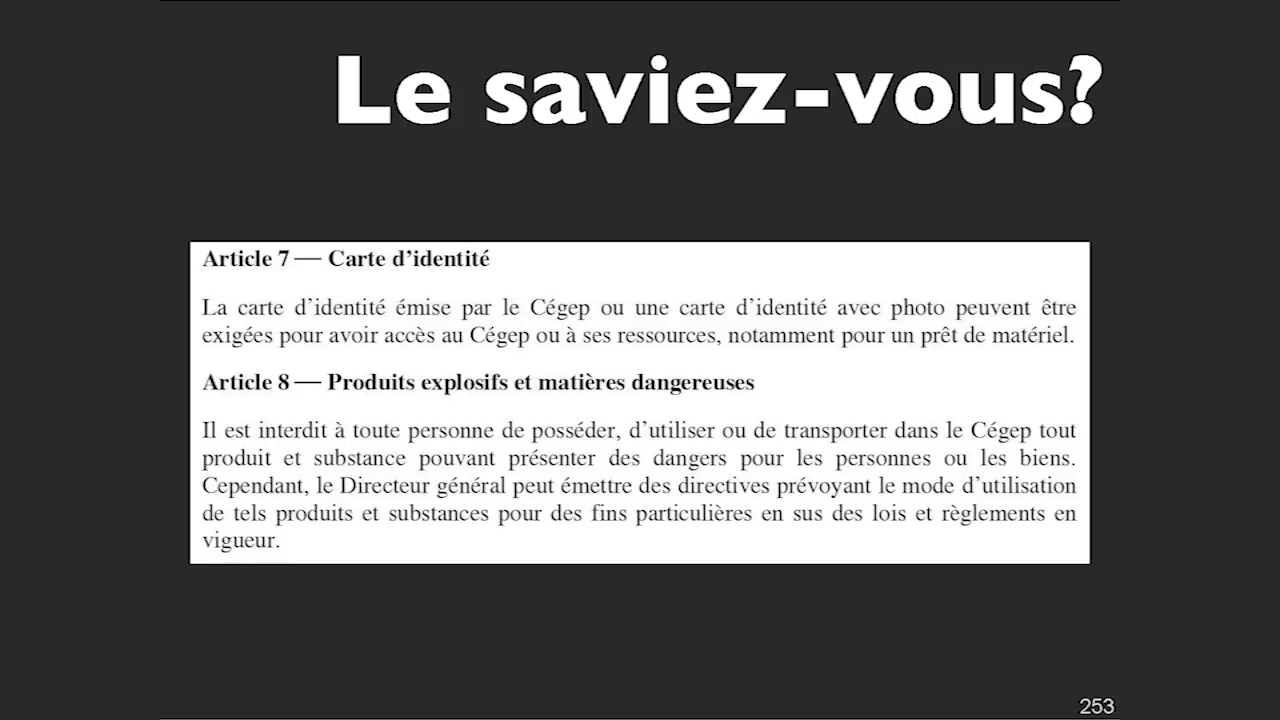 Le saviez-vous?
Article 7 — Carte d’identité
La carte d’identité émise par le Cégep ou une carte d’identité avec photo peuvent être
exigées pour avoir accès au Cégep ou à ses ressources, notamment pour un prêt de matériel.
Article 8 — Produits explosifs et matières dangereuses
Il est interdit à toute personne de posséder, d’utiliser ou de transporter dans le Cégep tout
produit et substance pouvant présenter des dangers pour les personnes ou les biens.
Cependant, le Directeur général peut émettre des directives prévoyant le mode d’utilisation
de tels produits et substances pour des fins particulières en sus des lois et règlements en
vigueur.
253